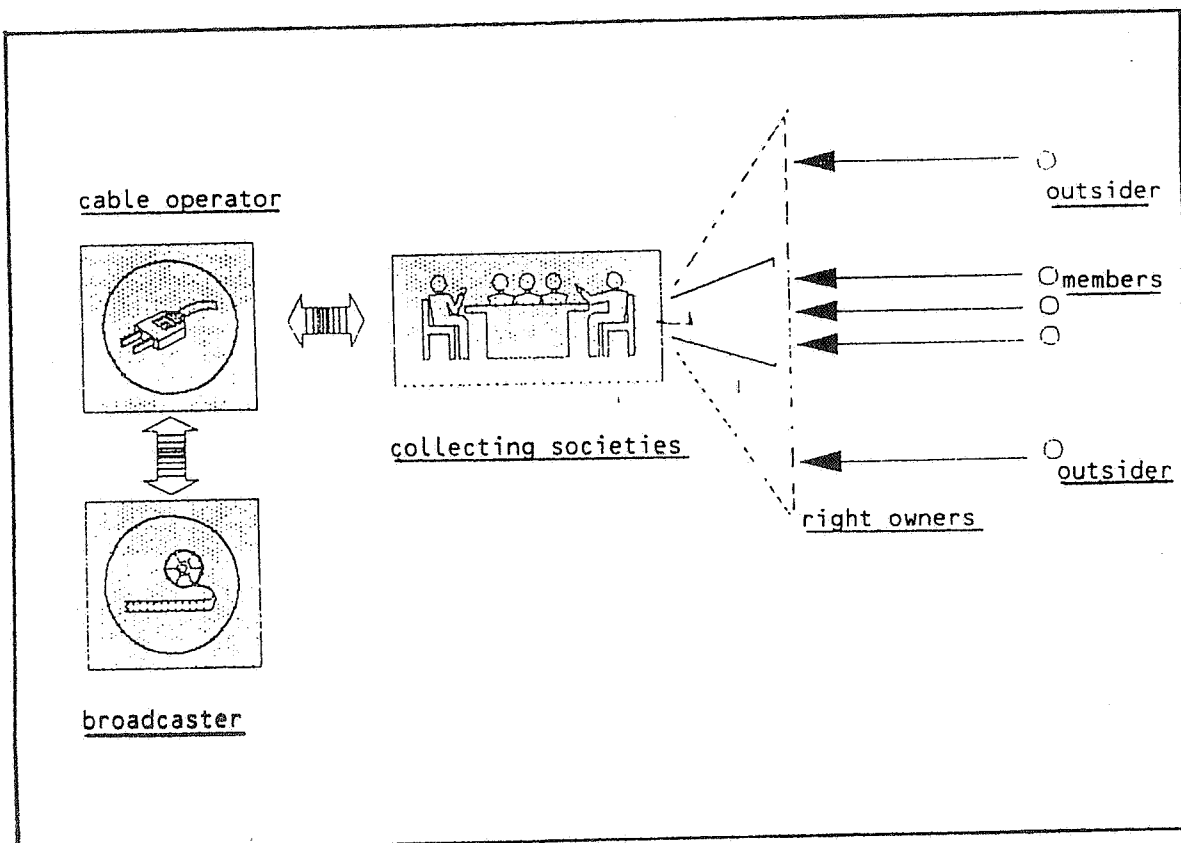 cable operator
outsider
members
collecting societies
outsider
right owners
broadcaster